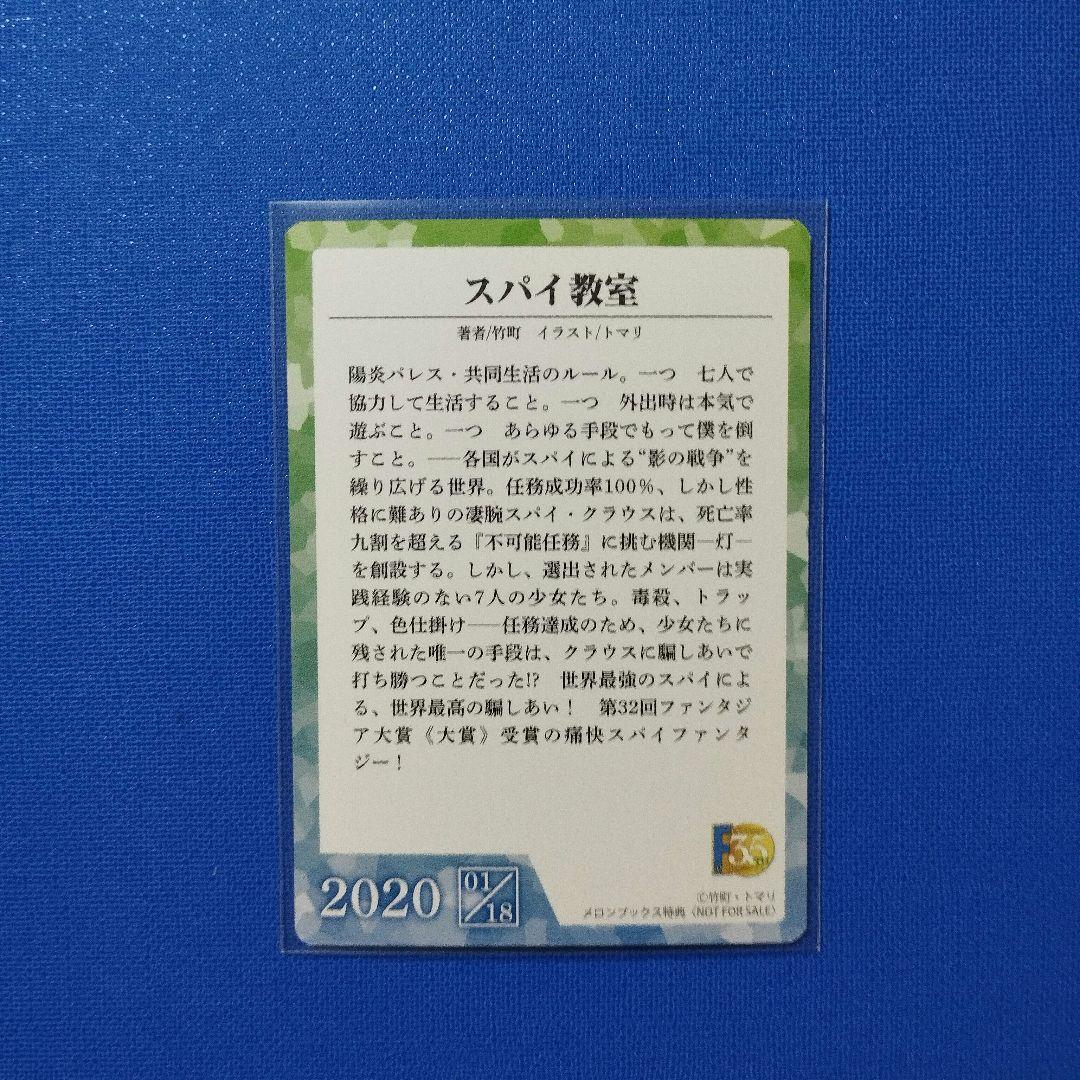 スパイ教室
著者/竹町　イラスト/トマリ
陽炎パレス・共同生活のルール。一つ　七人で
協力して生活すること。一つ　外出時は本気で
遊ぶこと。一つ　あらゆる手段でもって僕を倒
すこと。――各国がスパイによる“影の戦争”を
繰り広げる世界。任務成功率100％、しかし性
格に難ありの凄腕スパイ・クラウスは、死亡率
九割を超える『不可能任務』に挑む機関―灯―
を創設する。しかし、選出されたメンバーは実
践経験のない7人の少女たち。毒殺、トラッ
プ、色仕掛け――任務達成のため、少女たちに
残された唯一の手段は、クラウスに騙しあいで
打ち勝つことだった!?　世界最強のスパイによ
る、世界最高の騙しあい！　第32回ファンタジ
ア大賞《大賞》受賞の痛快スパイファンタ
ジー！
F35
2020 01/18
©竹町・トマリ
メロンブックス特典〈NOT FOR SALE〉